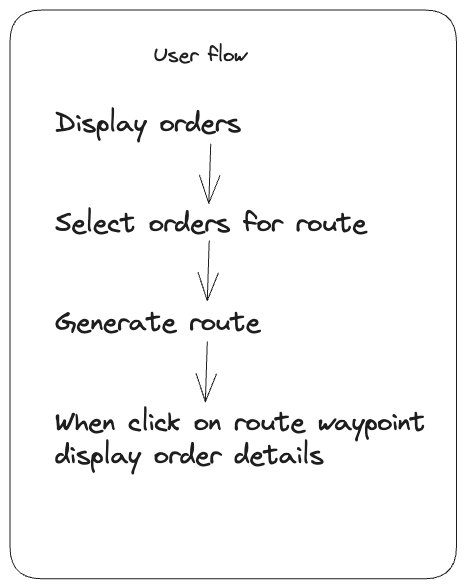 User flow
Display orders
Select orders for route
Generate route
When click on route waypoint
display order details